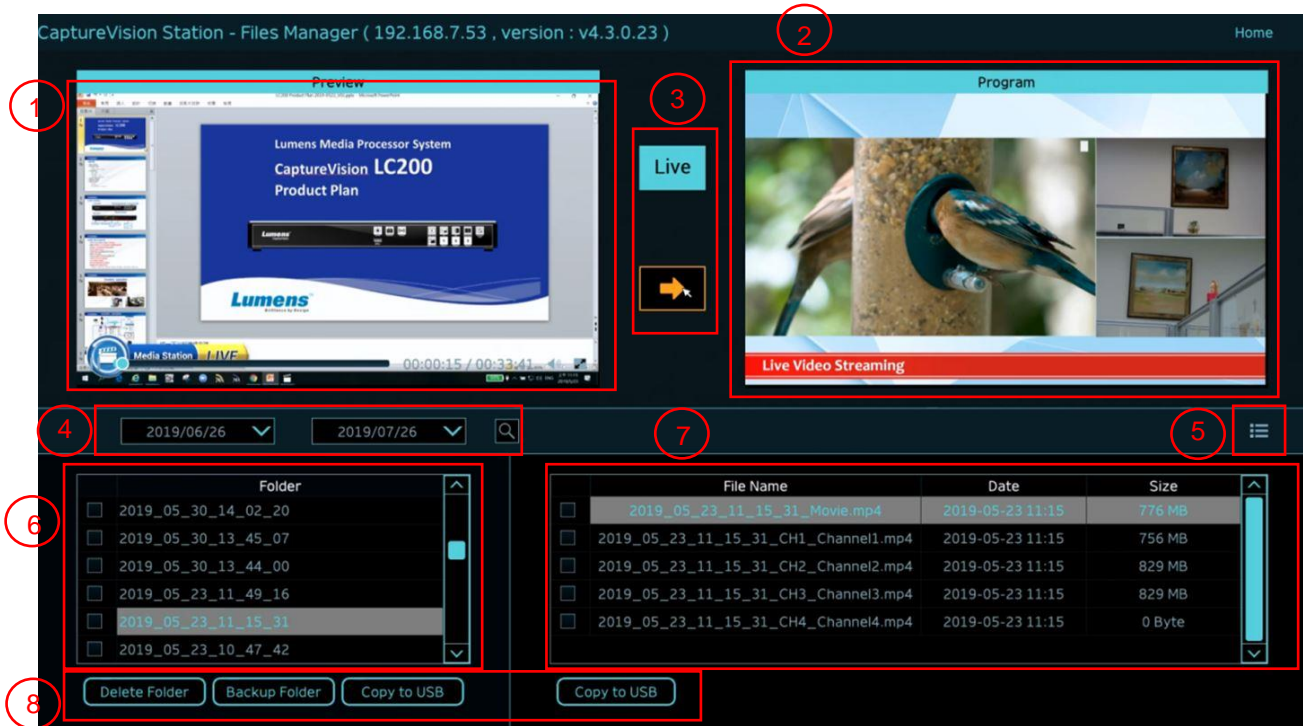 CaptureVision Station - Files Manager ( 192.168.7.53 , version : v4.3.0.23 )
Home
1
2
3
Preview
Program
Lumens Media Processor System
CaptureVision LC200
Product Plan
Lumens
Lumens
Media Station
LIVE
00:00:15 / 00:33:41
Live
Live Video Streaming
4
2019/06/26
2019/07/26
7
5
6
Folder
2019_05_30_14_02_20
2019_05_30_13_45_07
2019_05_30_13_44_00
2019_05_23_11_49_16
2019_05_23_11_15_31
2019_05_23_10_47_42
File Name Date Size
2019_05_23_11_15_31_Movie.mp4 2019-05-23 11:15 776 MB
2019_05_23_11_15_31_CH1_Channel1.mp4 2019-05-23 11:15 756 MB
2019_05_23_11_15_31_CH2_Channel2.mp4 2019-05-23 11:15 829 MB
2019_05_23_11_15_31_CH3_Channel3.mp4 2019-05-23 11:15 829 MB
2019_05_23_11_15_31_CH4_Channel4.mp4 2019-05-23 11:15 0 Byte
8
Delete Folder
Backup Folder
Copy to USB
Copy to USB